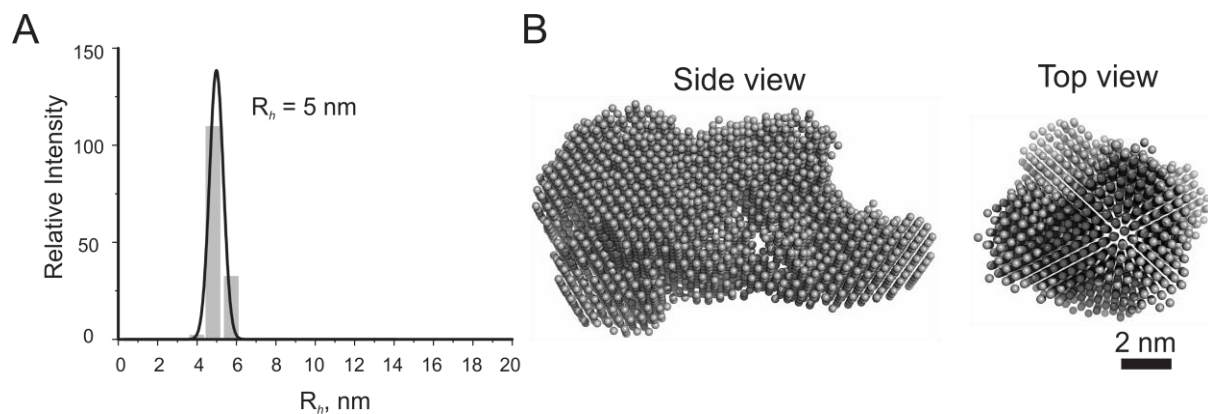 A
150
100
50
0
Relative Intensity
R_h = 5 nm
0 2 4 6 8 10 12 14 16 18 20
R_h, nm
B
Side view
Top view
2 nm